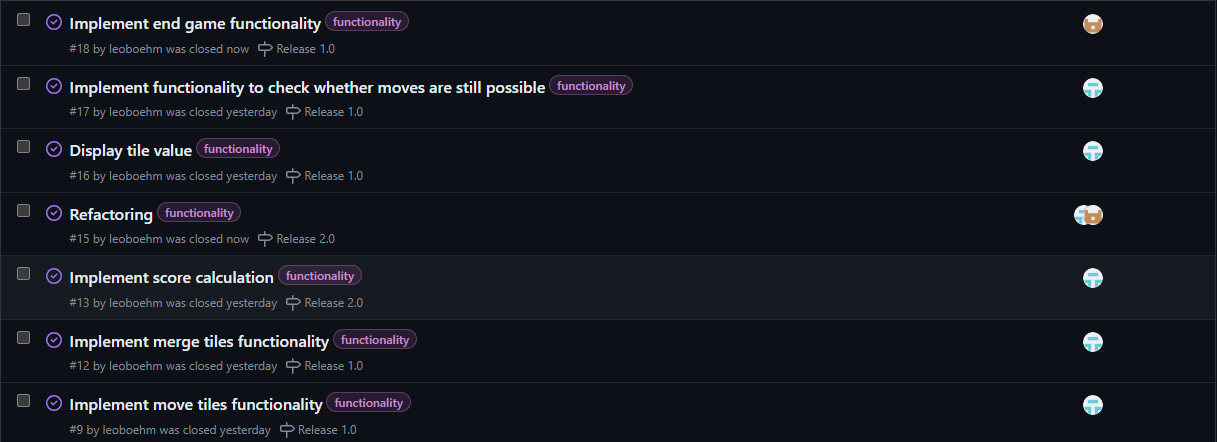 Implement end game functionality functionality
#18 by leoboehm was closed now Release 1.0
Implement functionality to check whether moves are still possible functionality
#17 by leoboehm was closed yesterday Release 1.0
Display tile value functionality
#16 by leoboehm was closed yesterday Release 1.0
Refactoring functionality
#15 by leoboehm was closed now Release 2.0
Implement score calculation functionality
#13 by leoboehm was closed yesterday Release 2.0
Implement merge tiles functionality functionality
#12 by leoboehm was closed yesterday Release 1.0
Implement move tiles functionality functionality
#9 by leoboehm was closed yesterday Release 1.0